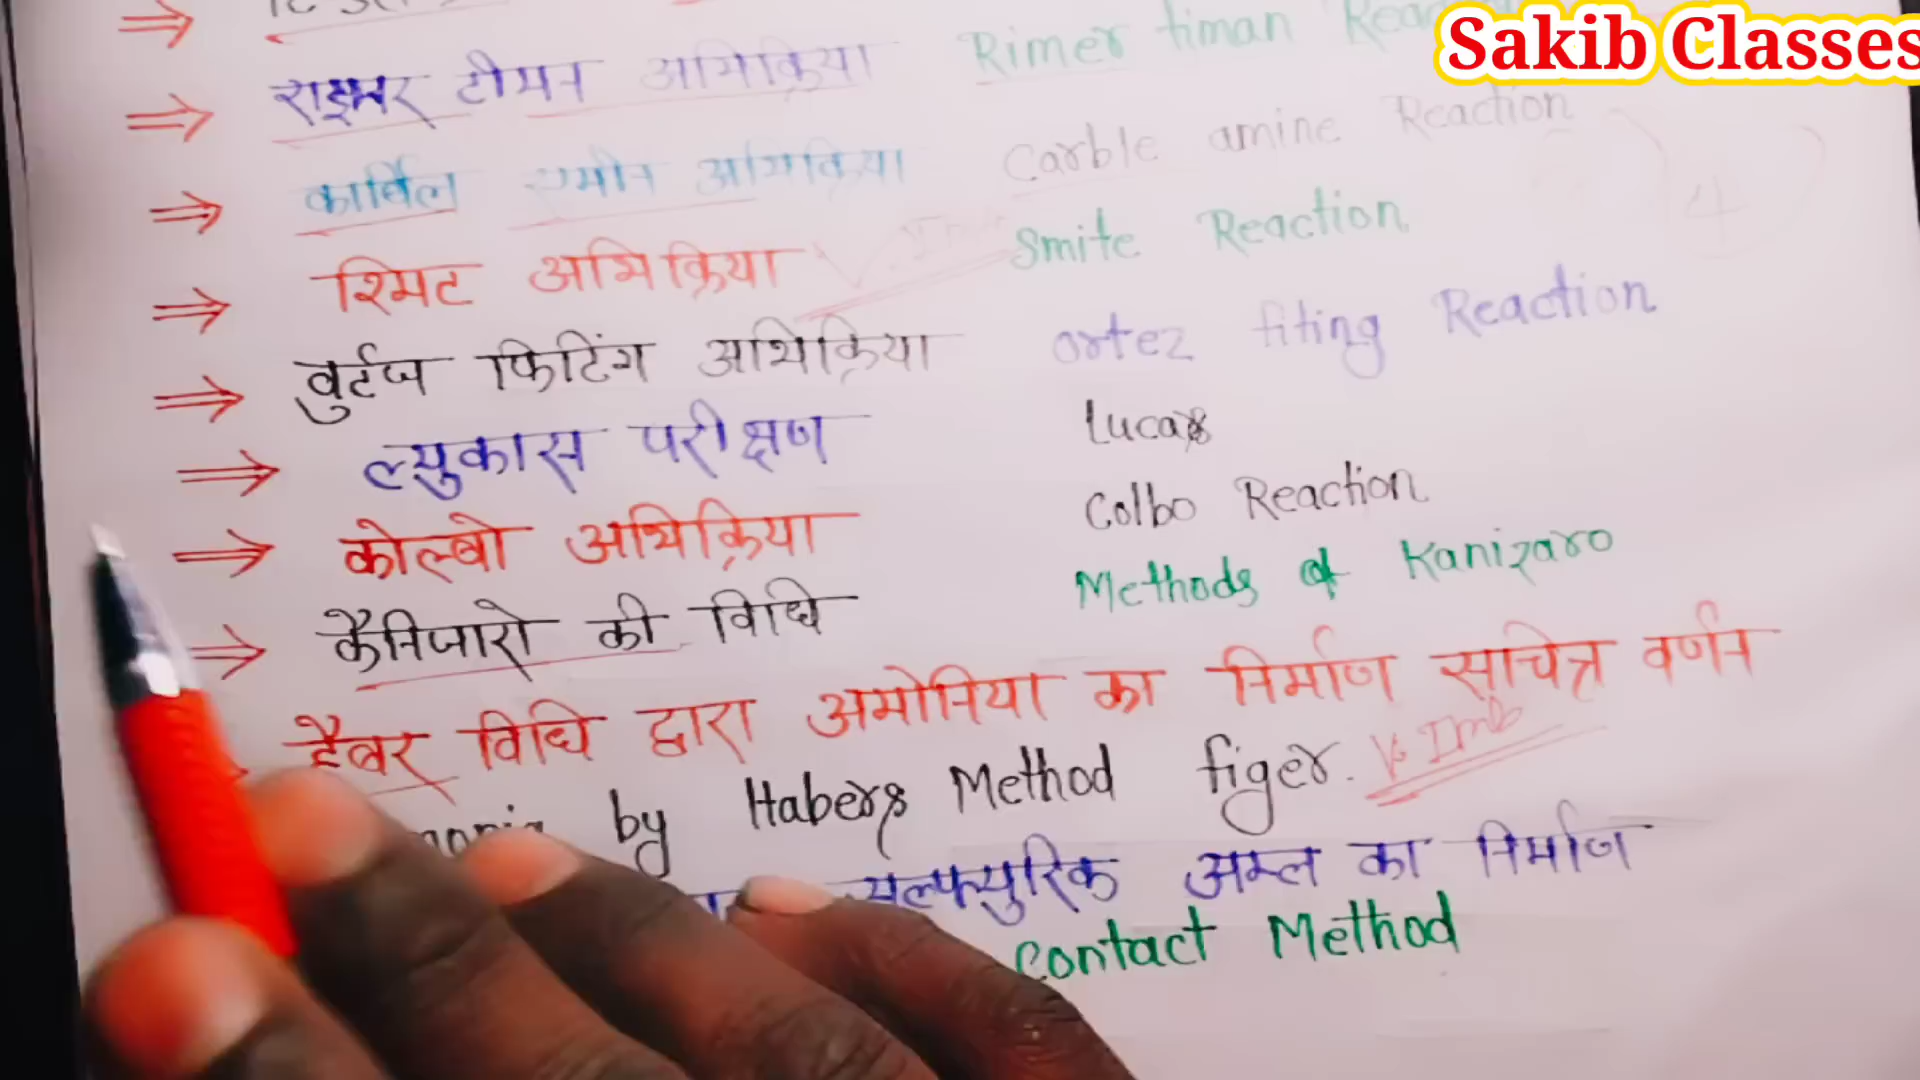 Sakib Classes
राइमर टीमन अभिक्रिया Rimer timan
कार्बिल एमीन अभिक्रिया Carble amine Reaction
श्मिट अभिक्रिया Smite Reaction
वुर्टज फिटिंग अभिक्रिया ortez fiting Reaction
ल्युकास परीक्षण Lucas
कोल्बो अभिक्रिया Colbo Reaction
कैनिजारो की विधि Methods of Kanizaro
हैबर विधि द्वारा अमोनिया का निर्माण सचित्र वर्णन
by Habers Method figer. V. Imb
सल्फ्युरिक अम्ल का निर्माण
Contact Method